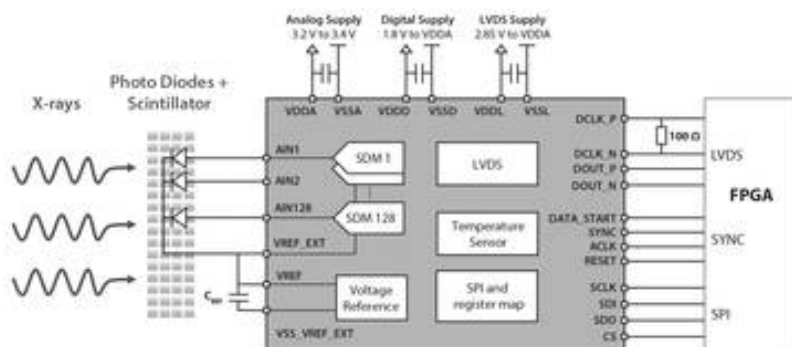 Analog Supply
3.2 V to 3.4 V
Digital Supply
1.8 V to VDDA
LVDS Supply
2.85 V to VDDA
Photo Diodes +
Scintillator
X-rays
VDDA
VSSA
VDDD
VSSD
VDDL
VSSL
AIN1
AIN2
AIN128
VREF_EXT
VREF
VSS_VREF_EXT
SDM 1
SDM 128
Voltage
Reference
LVDS
Temperature
Sensor
SPI and
register map
DCLK_P
DCLK_N
DOUT_P
DOUT_N
DATA_START
SYNC
ACLK
RESET
SCLK
SDI
SDO
CS
100 Ω
LVDS
FPGA
SYNC
SPI